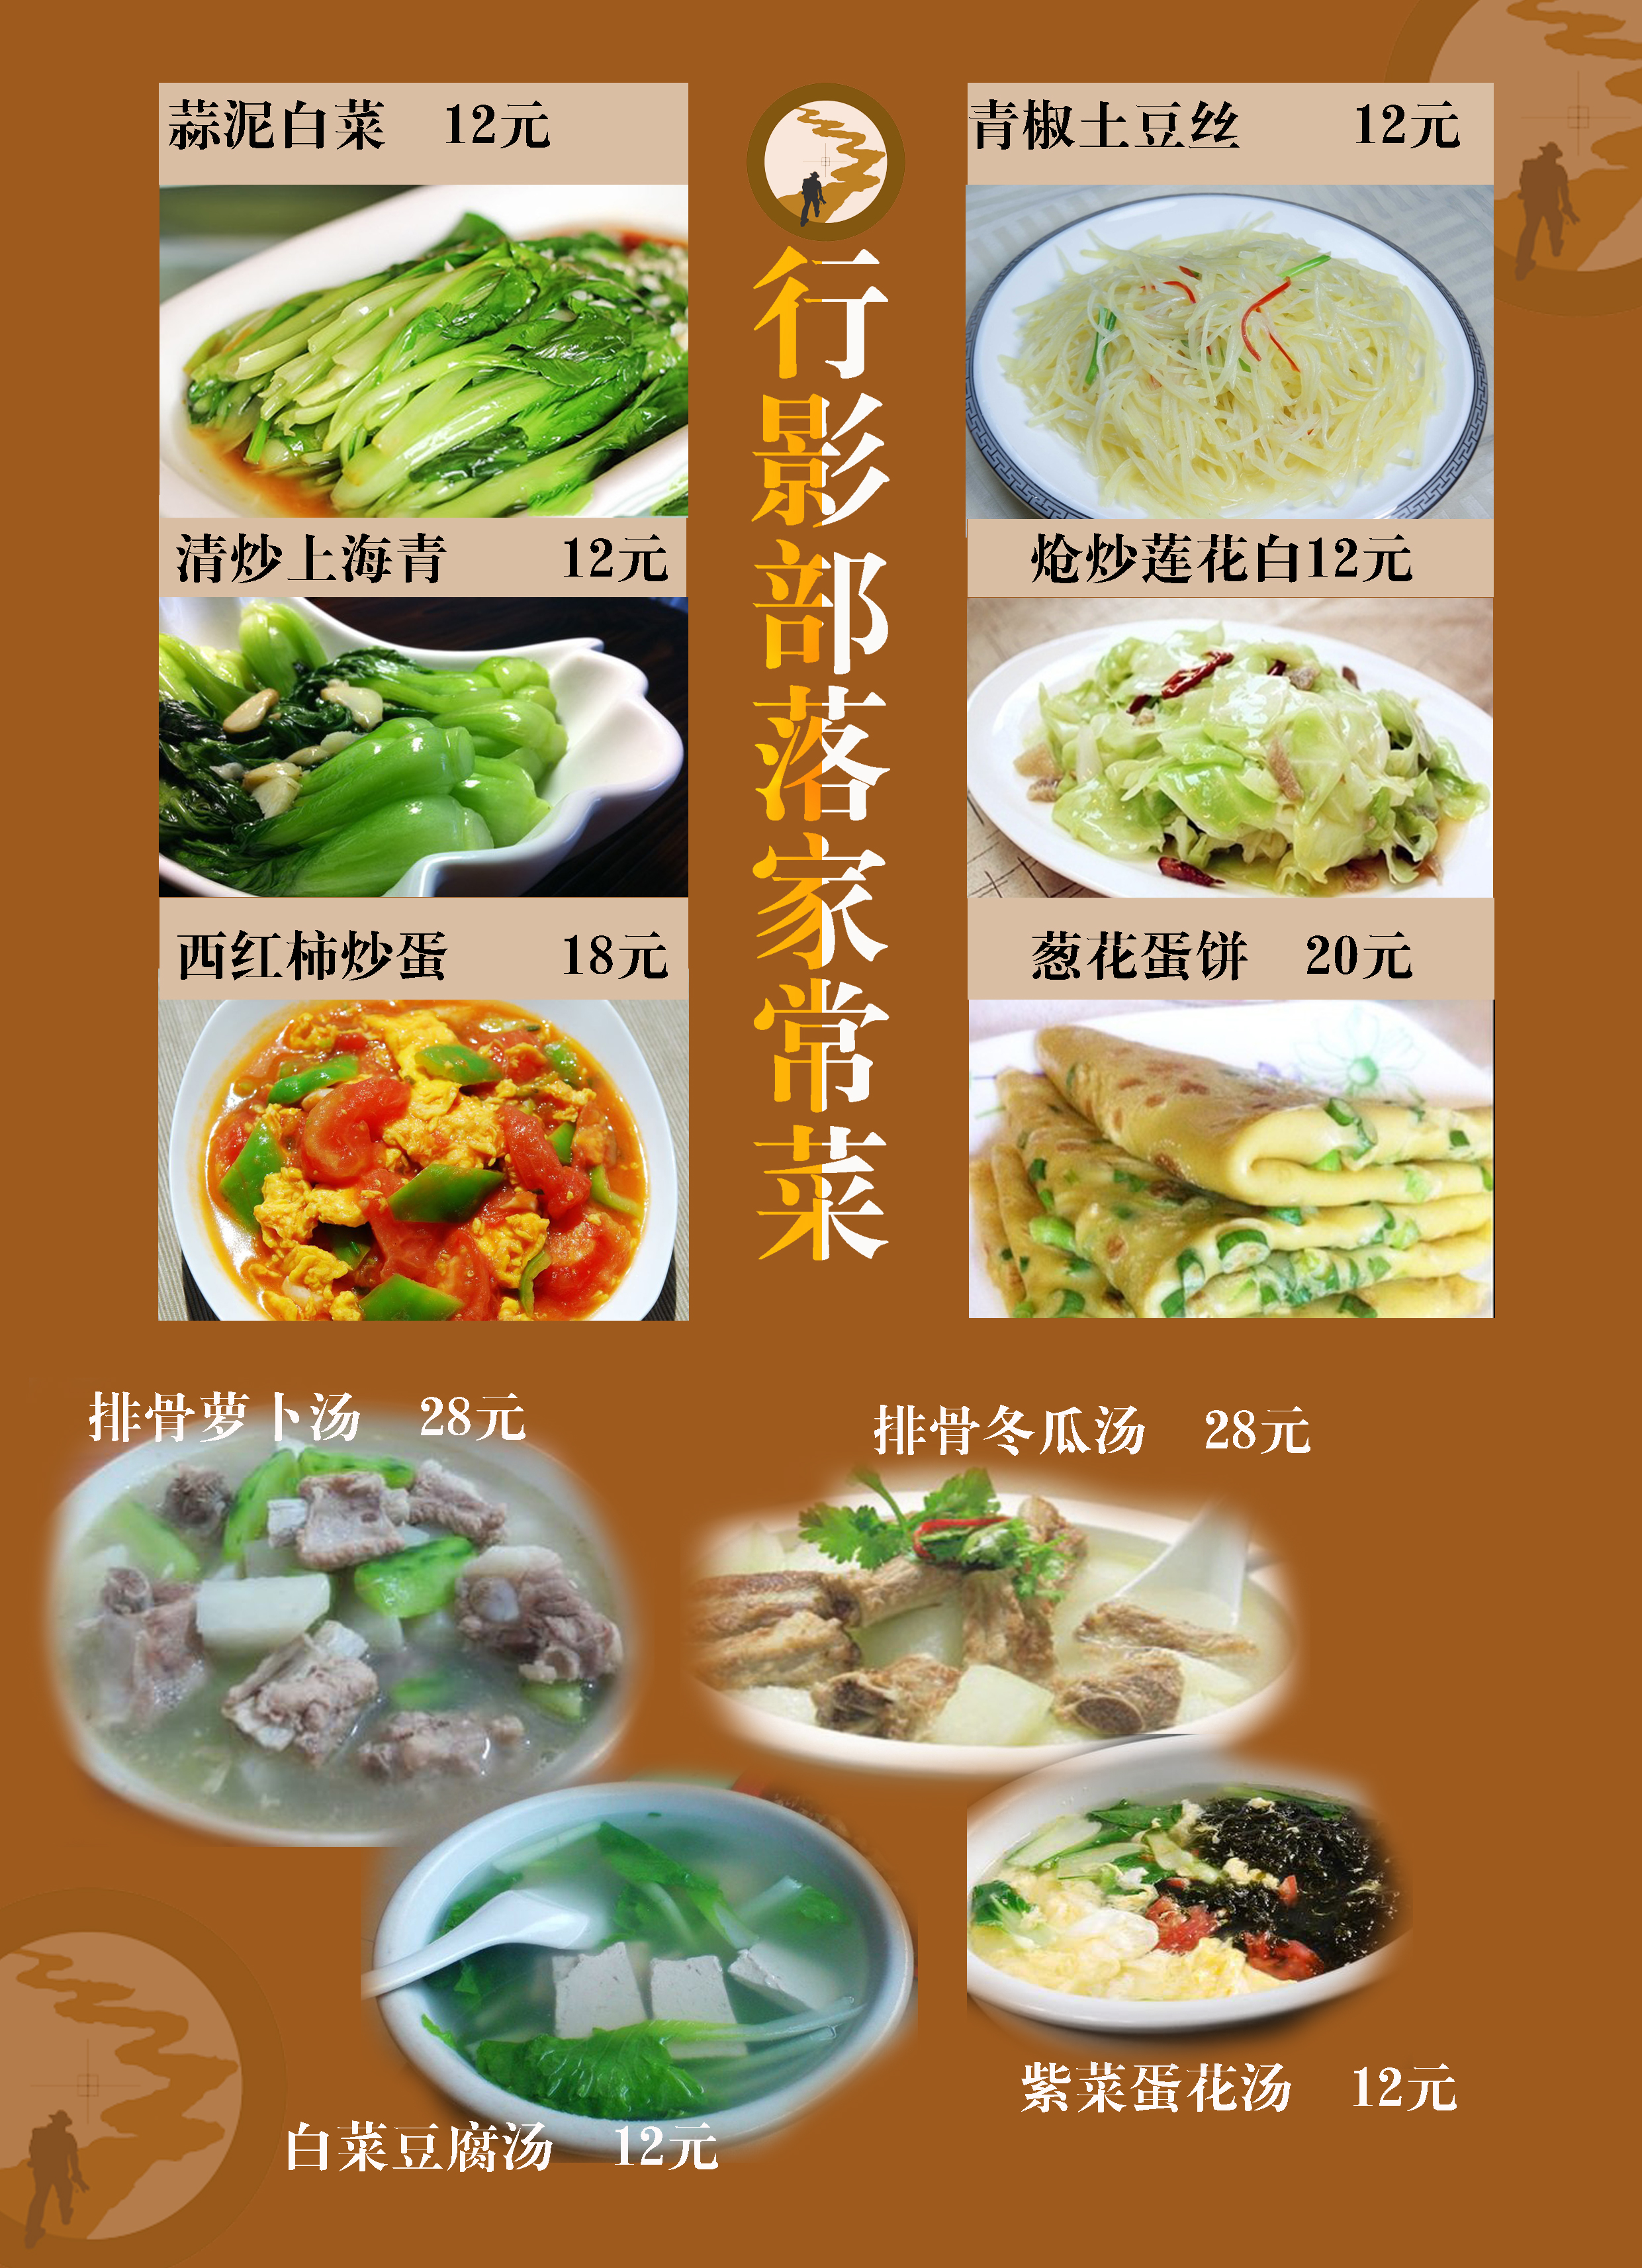 蒜泥白菜 12元
青椒土豆丝 12元
行影部落家常菜
清炒上海青 12元
炝炒莲花白12元
西红柿炒蛋 18元
葱花蛋饼 20元
排骨萝卜汤 28元
排骨冬瓜汤 28元
紫菜蛋花汤 12元
白菜豆腐汤 12元